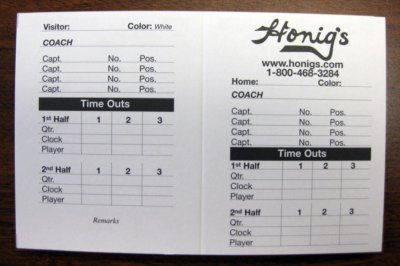 Visitor: Color: White
COACH
Capt. No. Pos.
Capt. No. Pos.
Capt. No. Pos.
Capt. No. Pos.
Time Outs
1st Half 1 2 3
Qtr.
Clock
Player
2nd Half 1 2 3
Qtr.
Clock
Player
Remarks
Honig's
www.honigs.com
1-800-468-3284
Home: Color:
COACH
Capt. No. Pos.
Capt. No. Pos.
Capt. No. Pos.
Capt. No. Pos.
Time Outs
1st Half 1 2 3
Qtr.
Clock
Player
2nd Half 1 2 3
Qtr.
Clock
Player